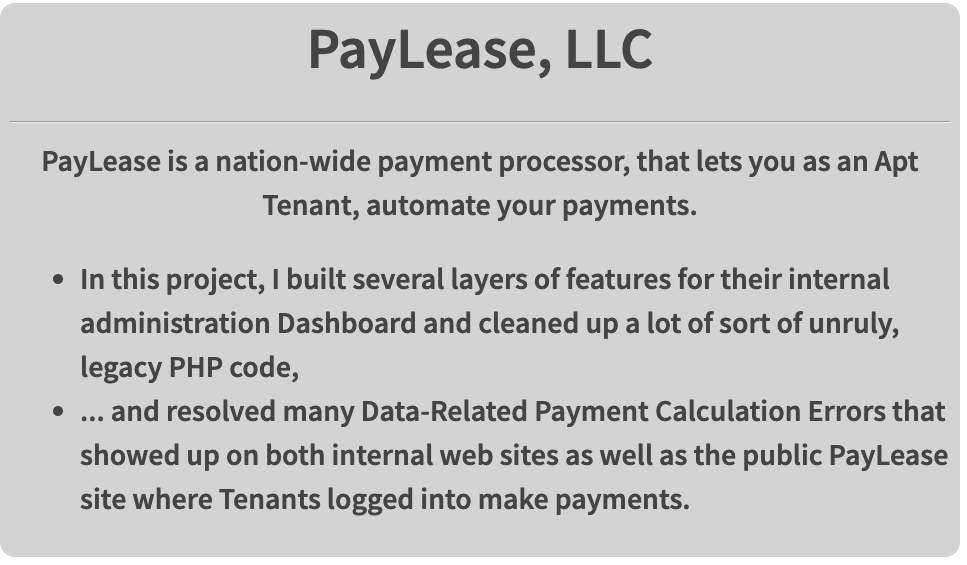 PayLease, LLC
PayLease is a nation-wide payment processor, that lets you as an Apt
Tenant, automate your payments.
• In this project, I built several layers of features for their internal
administration Dashboard and cleaned up a lot of sort of unruly,
legacy PHP code,
• ... and resolved many Data-Related Payment Calculation Errors that
showed up on both internal web sites as well as the public PayLease
site where Tenants logged into make payments.